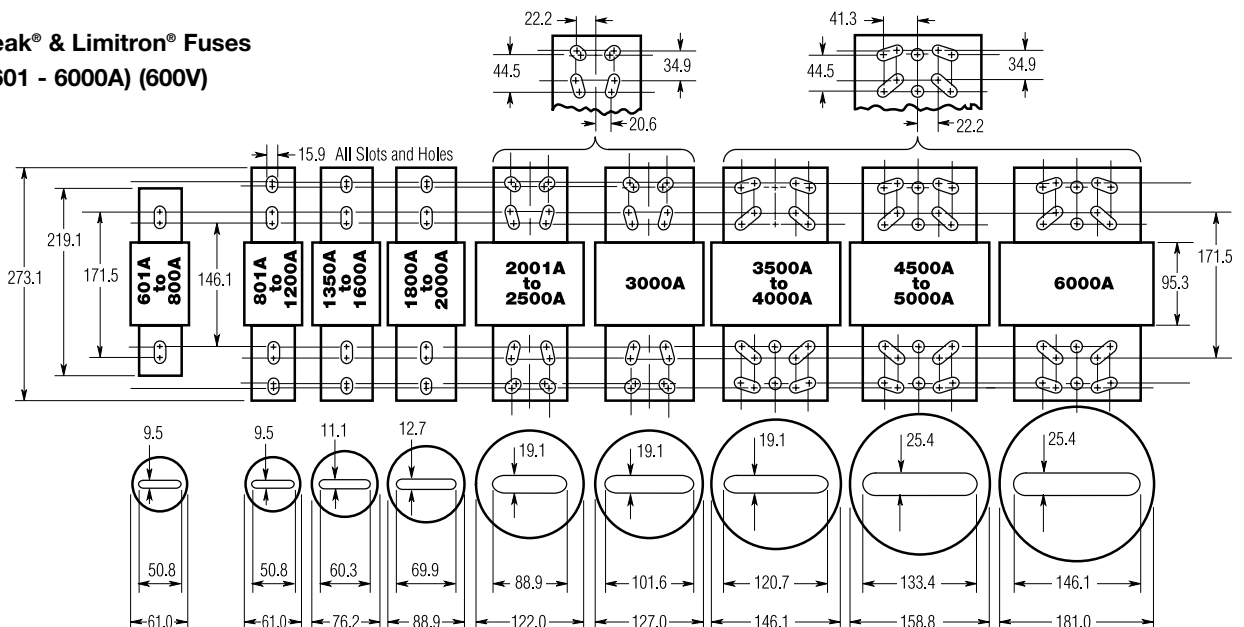 eak® & Limitron® Fuses
601 - 6000A) (600V)
22.2
44.5
34.9
20.6
41.3
44.5
34.9
22.2
15.9 All Slots and Holes
273.1
219.1
171.5
601A
to
800A
146.1
801A
to
1200A
1350A
to
1600A
1800A
to
2000A
2001A
to
2500A
3000A
3500A
to
4000A
4500A
to
5000A
6000A
95.3
171.5
9.5
9.5
11.1
12.7
19.1
19.1
19.1
25.4
25.4
50.8
50.8
60.3
69.9
88.9
101.6
120.7
133.4
146.1
61.0
61.0
76.2
88.9
122.0
127.0
146.1
158.8
181.0